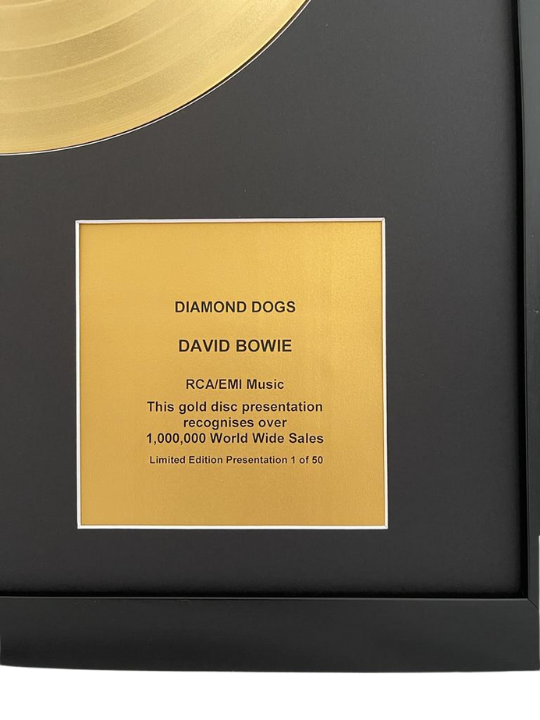 DIAMOND DOGS
DAVID BOWIE
RCA/EMI Music
This gold disc presentation
recognises over
1,000,000 World Wide Sales
Limited Edition Presentation 1 of 50